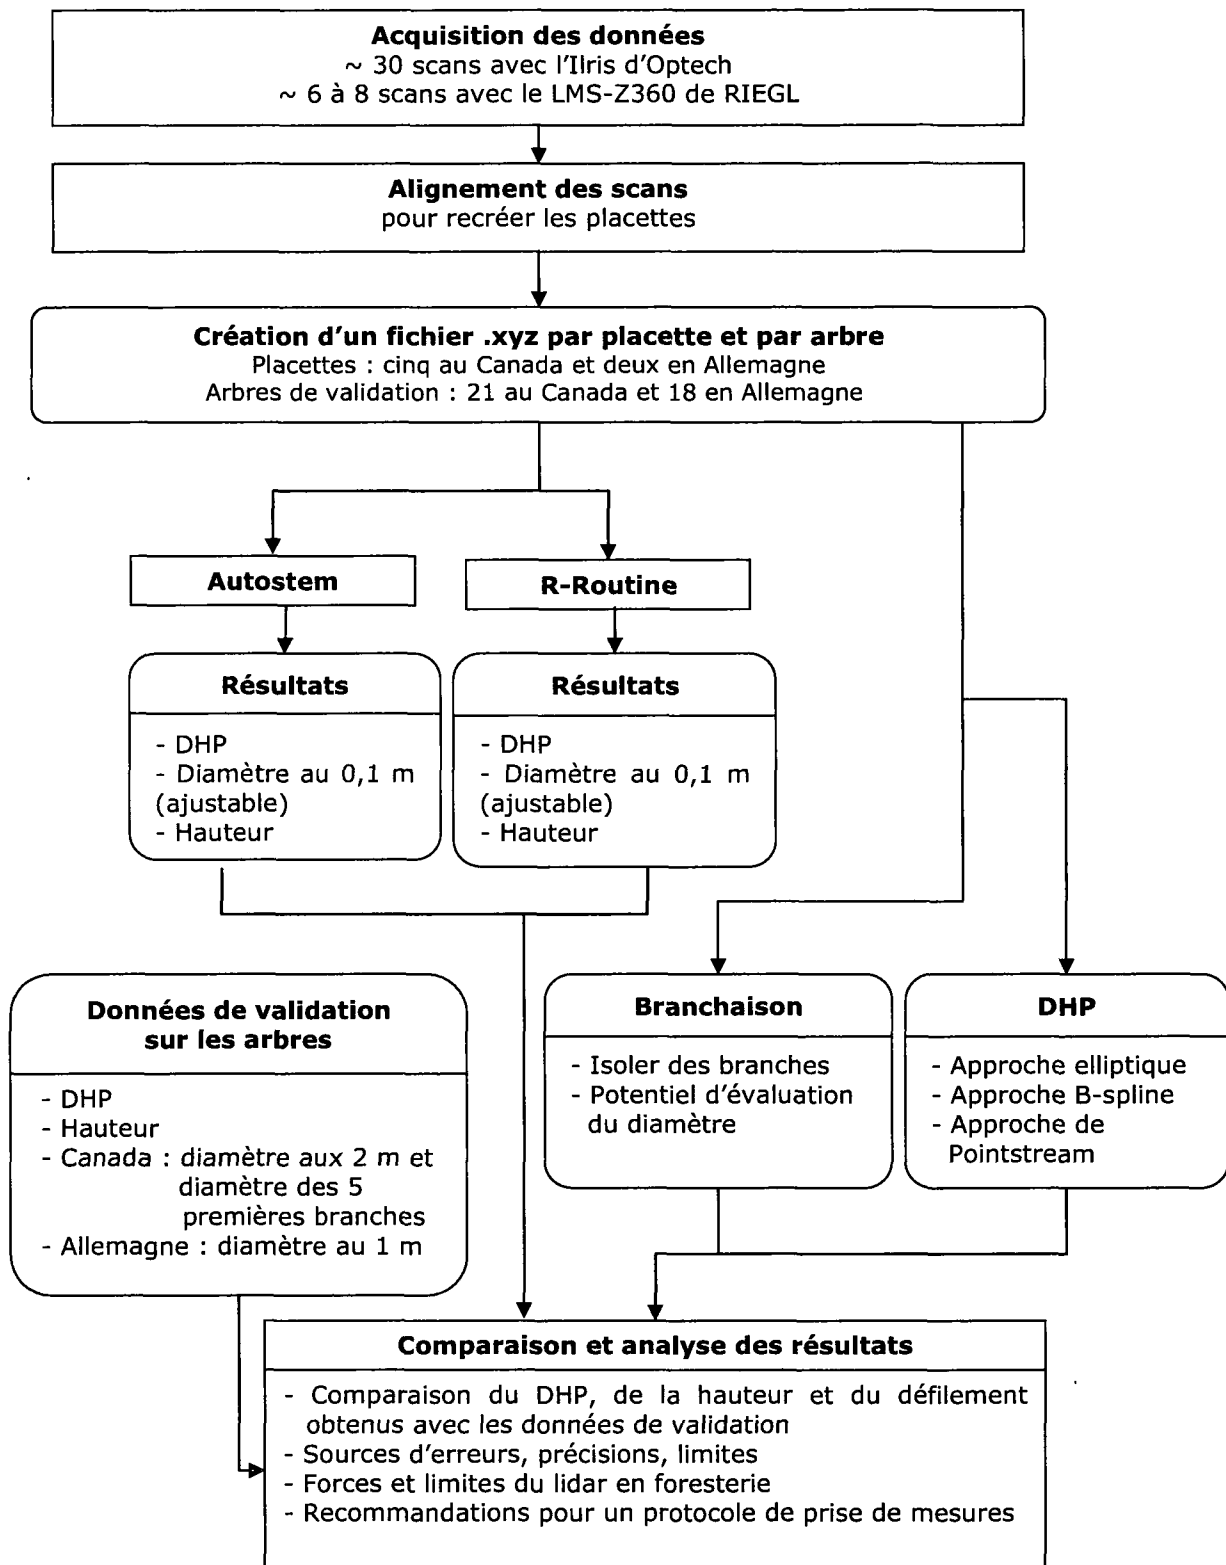 Acquisition des données
~ 30 scans avec l'Ilris d'Optech
~ 6 à 8 scans avec le LMS-Z360 de RIEGL
Alignement des scans
pour recréer les placettes
Création d'un fichier .xyz par placette et par arbre
Placettes : cinq au Canada et deux en Allemagne
Arbres de validation : 21 au Canada et 18 en Allemagne
Autostem
R-Routine
Résultats
- DHP
- Diamètre au 0,1 m
(ajustable)
- Hauteur
Résultats
- DHP
- Diamètre au 0,1 m
(ajustable)
- Hauteur
Données de validation
sur les arbres
- DHP
- Hauteur
- Canada : diamètre aux 2 m et
diamètre des 5
premières branches
- Allemagne : diamètre au 1 m
Branchaison
- Isoler des branches
- Potentiel d'évaluation
du diamètre
DHP
- Approche elliptique
- Approche B-spline
- Approche de
Pointstream
Comparaison et analyse des résultats
- Comparaison du DHP, de la hauteur et du défilement
obtenus avec les données de validation
- Sources d'erreurs, précisions, limites
- Forces et limites du lidar en foresterie
- Recommandations pour un protocole de prise de mesures